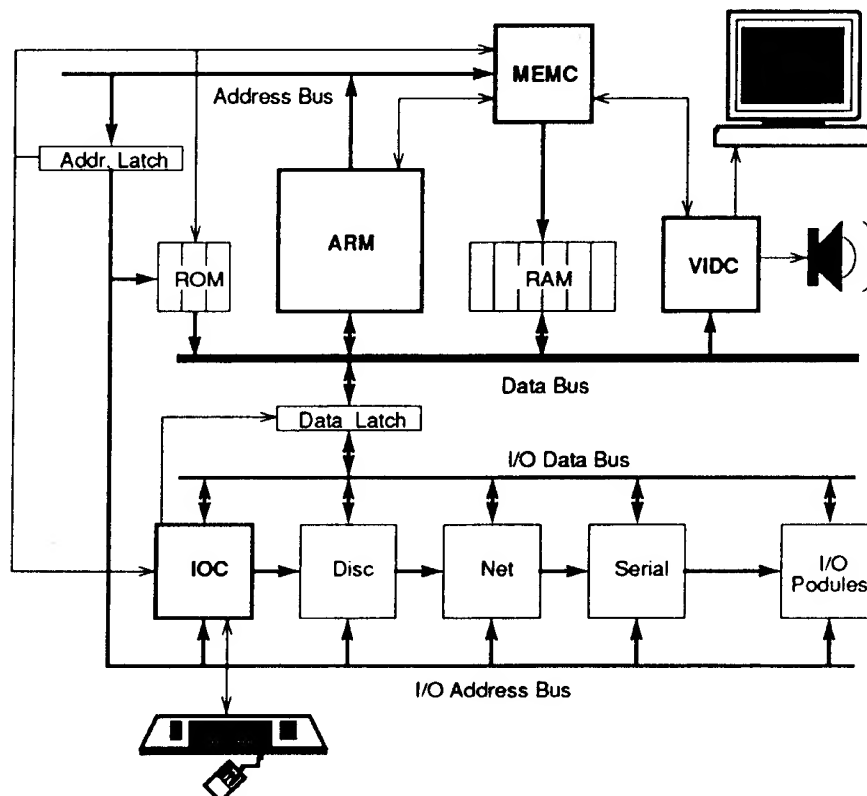 MEMC
Address Bus
Addr. Latch
ARM
ROM
RAM
VIDC
Data Bus
Data Latch
I/O Data Bus
IOC
Disc
Net
Serial
I/O
Podules
I/O Address Bus